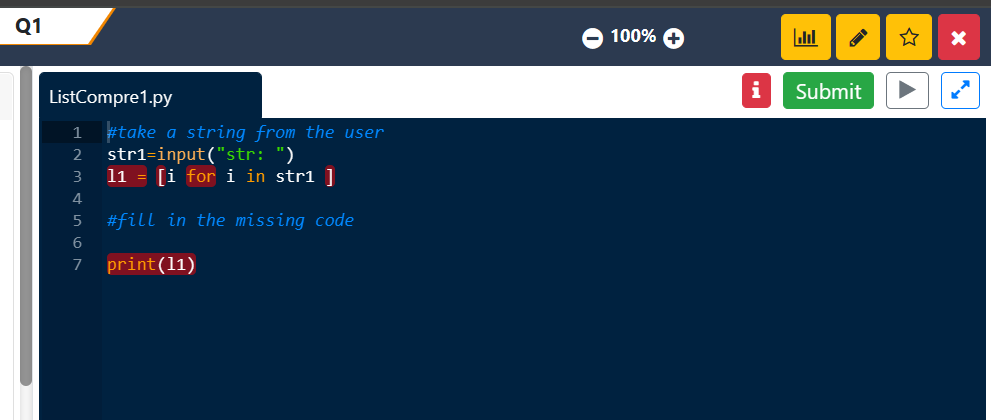 Q1
100%
ListCompre1.py
Submit
1 #take a string from the user
2 str1=input("str: ")
3 l1 = [i for i in str1 ]
4
5 #fill in the missing code
6
7 print(l1)